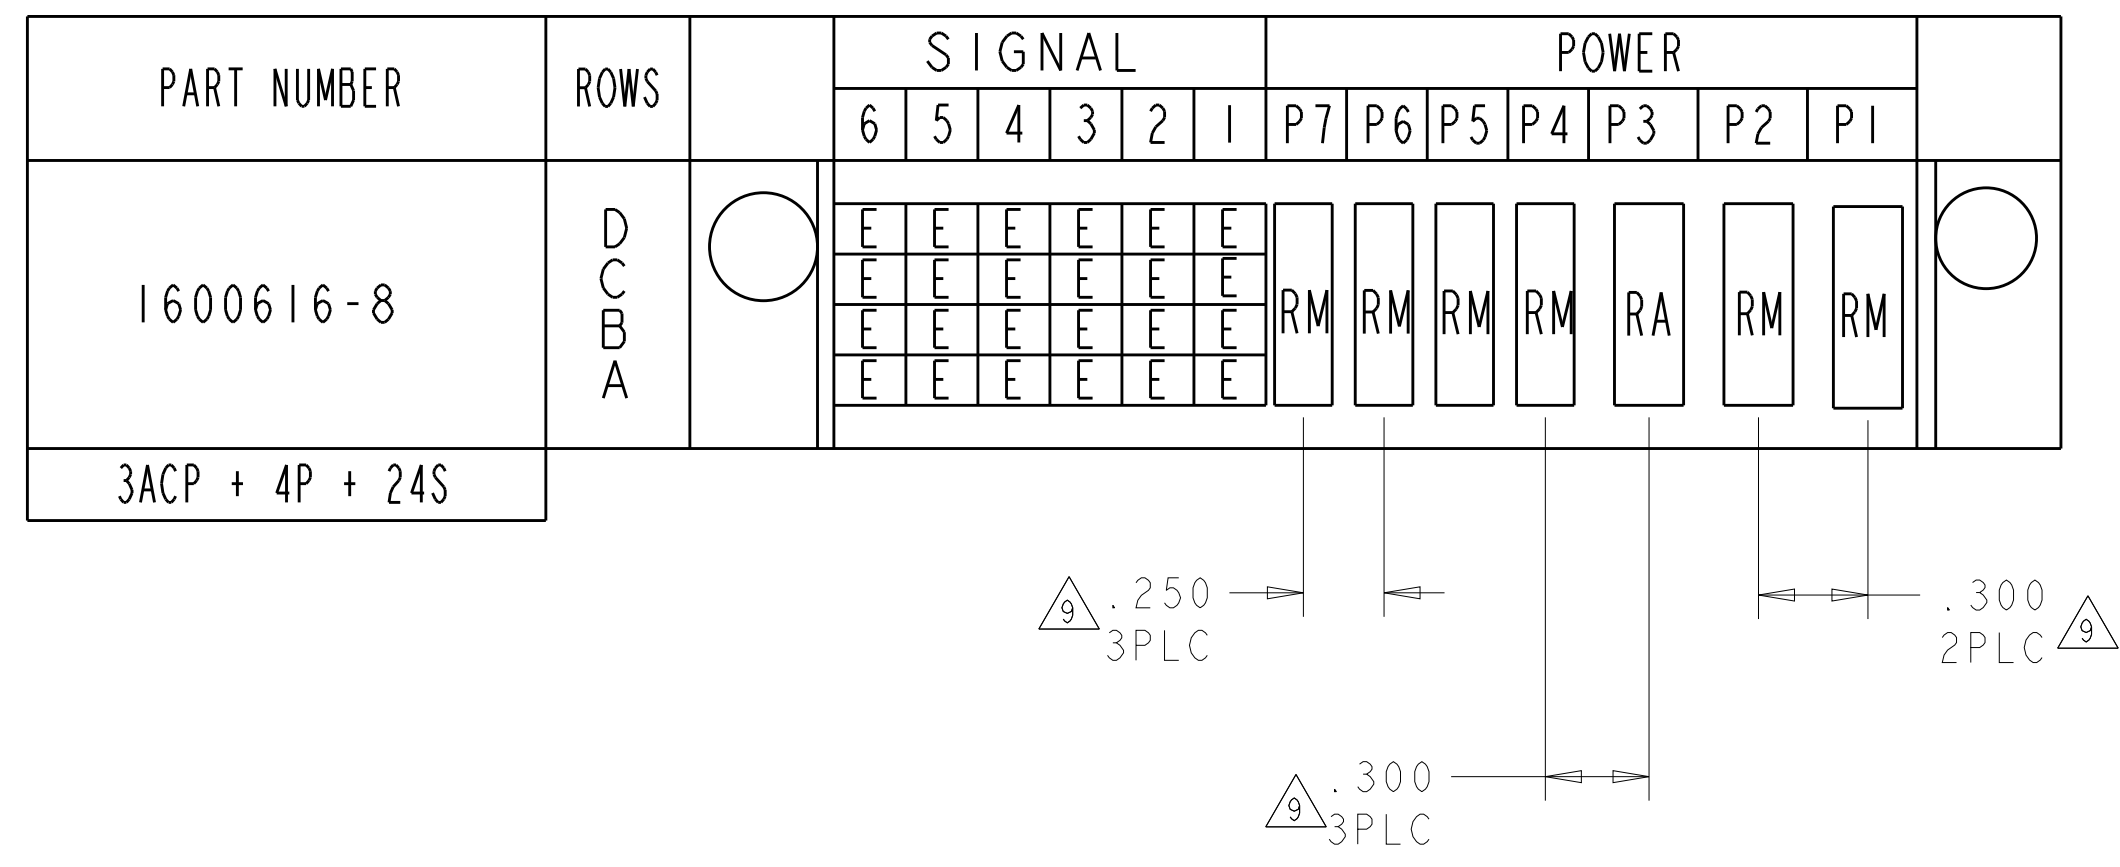 PART NUMBER ROWS SIGNAL POWER
6 5 4 3 2 1 P7 P6 P5 P4 P3 P2 P1
1600616-8
D E E E E E E
C E E E E E E
B E E E E E E
A E E E E E E
RM RM RM RM RA RM RM
3ACP + 4P + 24S
9 .250
3PLC
.300
2PLC 9
9 .300
3PLC